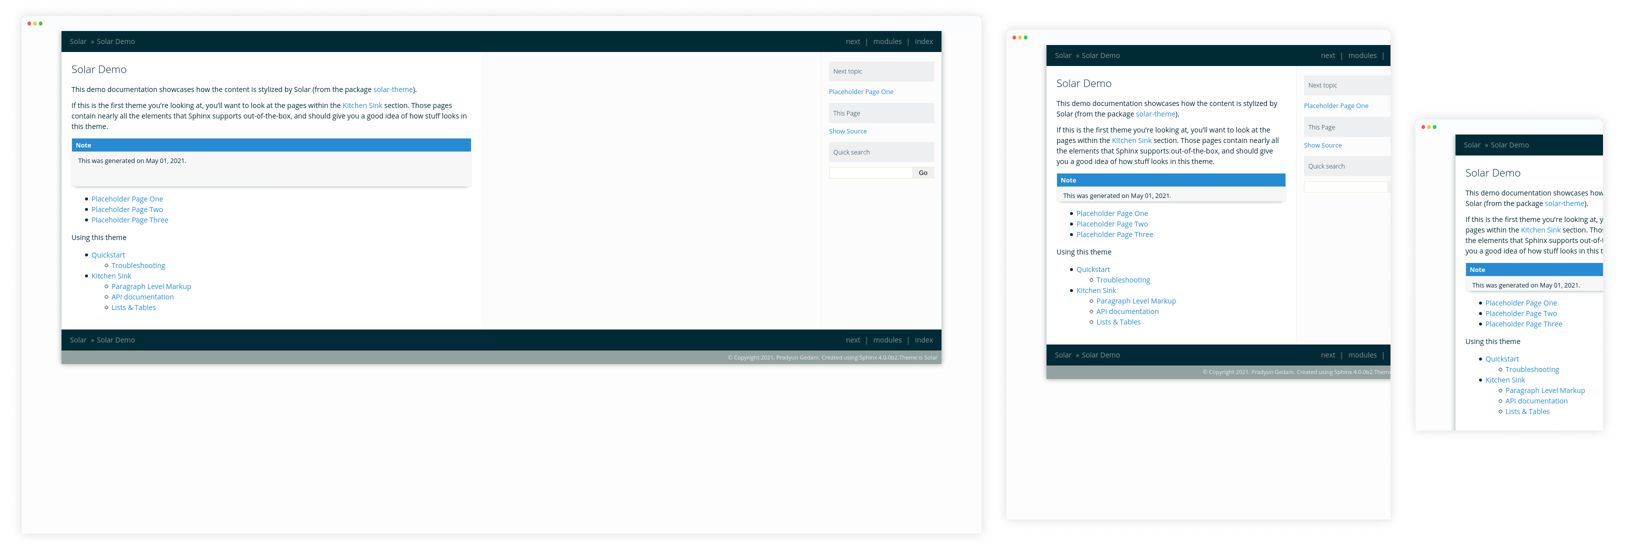 Solar » Solar Demo
next | modules | index
Solar Demo
This demo documentation showcases how the content is stylized by Solar (from the package solar-theme).
If this is the first theme you're looking at, you'll want to look at the pages within the Kitchen Sink section. Those pages
contain nearly all the elements that Sphinx supports out-of-the-box, and should give you a good idea of how stuff looks in
this theme.
Note
This was generated on May 01, 2021.
Placeholder Page One
Placeholder Page Two
Placeholder Page Three
Using this theme
Quickstart
Troubleshooting
Kitchen Sink
Paragraph Level Markup
API documentation
Lists & Tables
Next topic
Placeholder Page One
This Page
Show Source
Quick search
Go
Solar » Solar Demo
next | modules | index
© Copyright 2021, Pradyun Gedam. Created using Sphinx 4.0.0b2.Theme is Solar
Solar » Solar Demo
next | modules |
Solar Demo
This demo documentation showcases how the content is stylized by
Solar (from the package solar-theme).
If this is the first theme you're looking at, you'll want to look at the
pages within the Kitchen Sink section. Those pages contain nearly all
the elements that Sphinx supports out-of-the-box, and should give
you a good idea of how stuff looks in this theme.
Note
This was generated on May 01, 2021.
Placeholder Page One
Placeholder Page Two
Placeholder Page Three
Using this theme
Quickstart
Troubleshooting
Kitchen Sink
Paragraph Level Markup
API documentation
Lists & Tables
Next topic
Placeholder Page One
This Page
Show Source
Quick search
Solar » Solar Demo
next | modules |
© Copyright 2021, Pradyun Gedam. Created using Sphinx 4.0.0b2.Theme
Solar » Solar Demo
Solar Demo
This demo documentation showcases how
Solar (from the package solar-theme).
If this is the first theme you're looking at, y
pages within the Kitchen Sink section. Thos
the elements that Sphinx supports out-of-t
you a good idea of how stuff looks in this t
Note
This was generated on May 01, 2021.
Placeholder Page One
Placeholder Page Two
Placeholder Page Three
Using this theme
Quickstart
Troubleshooting
Kitchen Sink
Paragraph Level Markup
API documentation
Lists & Tables